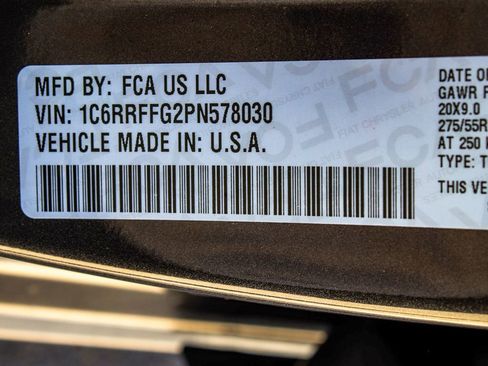 MFD BY: FCA US LLC
VIN: 1C6RRFFG2PN578030
VEHICLE MADE IN: U.S.A.
DATE O
GAWR F
20X9.0
275/55R
AT 250
TYPE: T
THIS VE